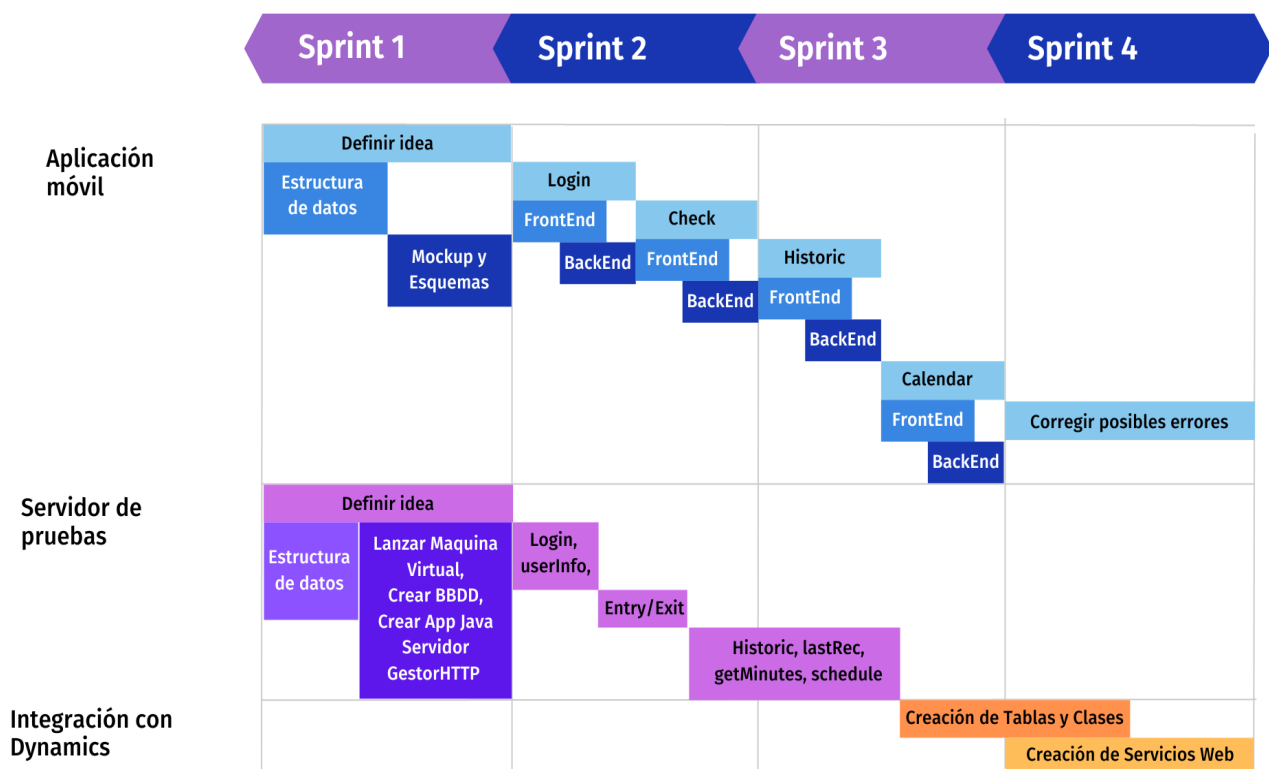 Sprint 1
Sprint 2
Sprint 3
Sprint 4
Aplicación
móvil
Definir idea
Estructura
de datos
Mockup y
Esquemas
Login
FrontEnd
BackEnd
Check
FrontEnd
BackEnd
Historic
FrontEnd
BackEnd
Calendar
FrontEnd
BackEnd
Corregir posibles errores
Servidor de
pruebas
Definir idea
Estructura
de datos
Lanzar Maquina
Virtual,
Crear BBDD,
Crear App Java
Servidor
GestorHTTP
Login,
userInfo,
Entry/Exit
Historic, lastRec,
getMinutes, schedule
Integración con
Dynamics
Creación de Tablas y Clases
Creación de Servicios Web